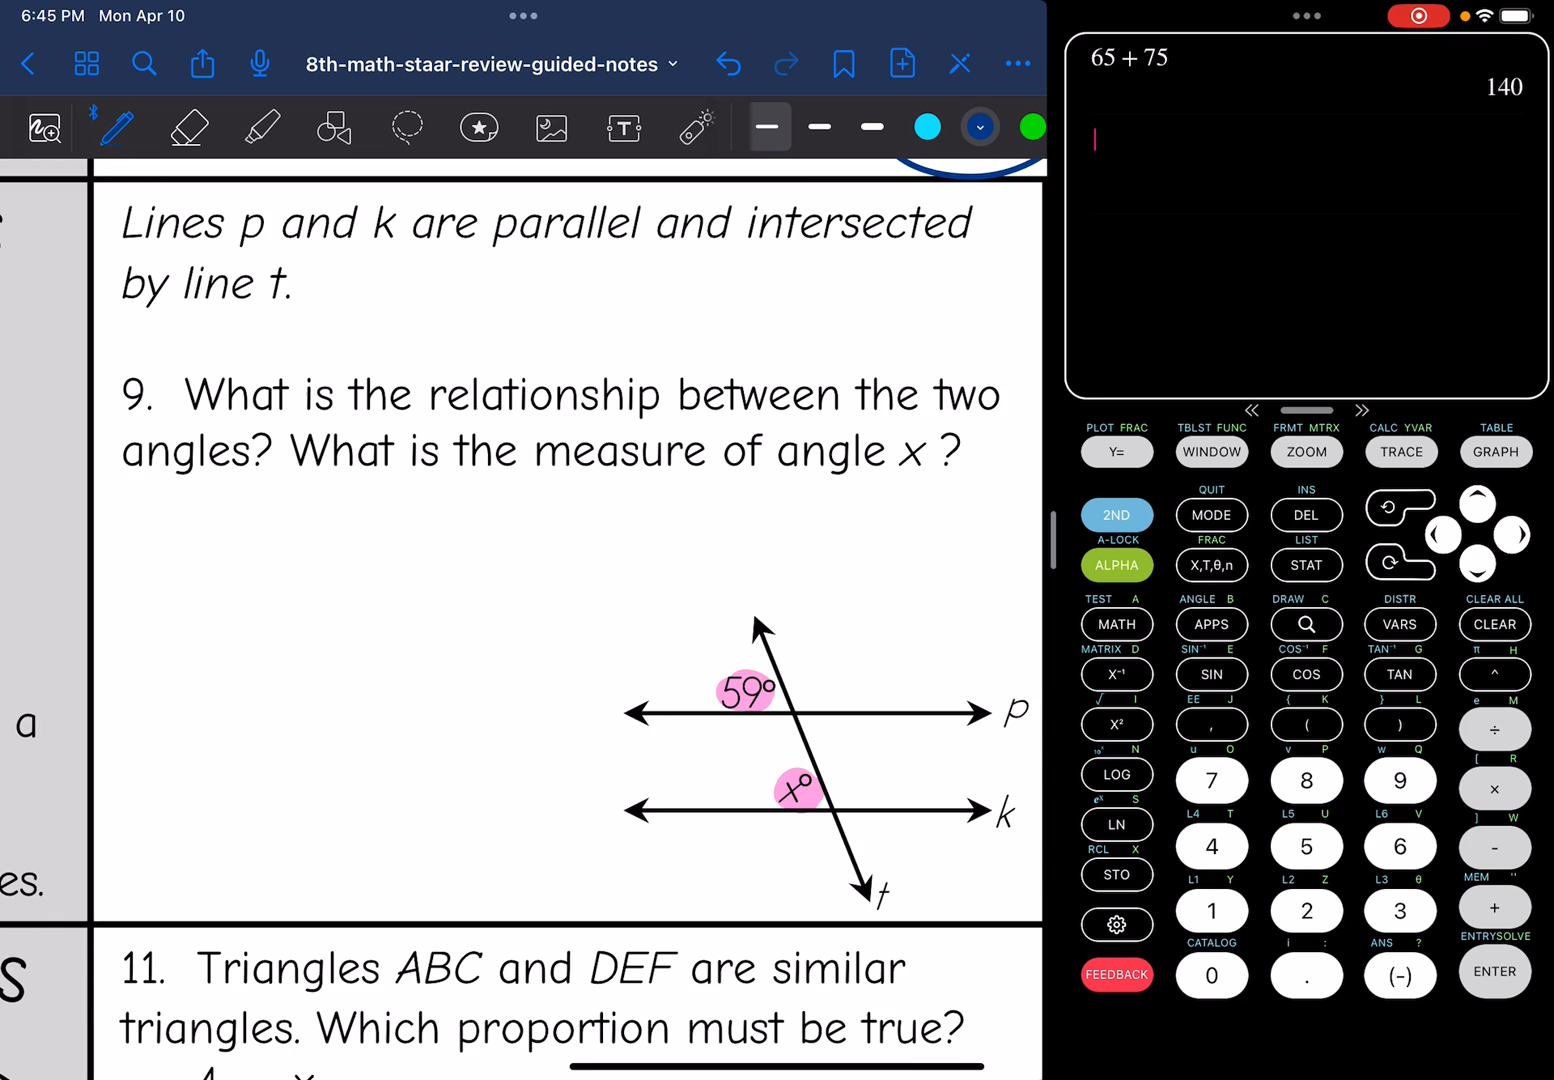 6:45 PM Mon Apr 10
8th-math-staar-review-guided-notes
T
Lines p and k are parallel and intersected
by line t.
9. What is the relationship between the two
angles? What is the measure of angle x ?
59°
p
x°
k
t
a
es.
S
11. Triangles ABC and DEF are similar
triangles. Which proportion must be true?
65 + 75
140
PLOT FRAC TBLST FUNC FRMT MTRX CALC YVAR TABLE
Y= WINDOW ZOOM TRACE GRAPH
QUIT INS
2ND MODE DEL
A-LOCK FRAC LIST
ALPHA X,T,θ,n STAT
TEST A ANGLE B DRAW C DISTR CLEAR ALL
MATH APPS VARS CLEAR
MATRIX D SIN⁻¹ E COS⁻¹ F TAN⁻¹ G π H
X⁻¹ SIN COS TAN ^
√ I EE J { K } L e M
X² , ( ) ÷
10ˣ N u O v P w Q [ R
LOG 7 8 9 ×
eˣ S L4 T L5 U L6 V ] W
LN 4 5 6 -
RCL X L1 Y L2 Z L3 θ MEM "
STO 1 2 3 +
CATALOG i : ANS ? ENTRY SOLVE
FEEDBACK 0 . (-) ENTER